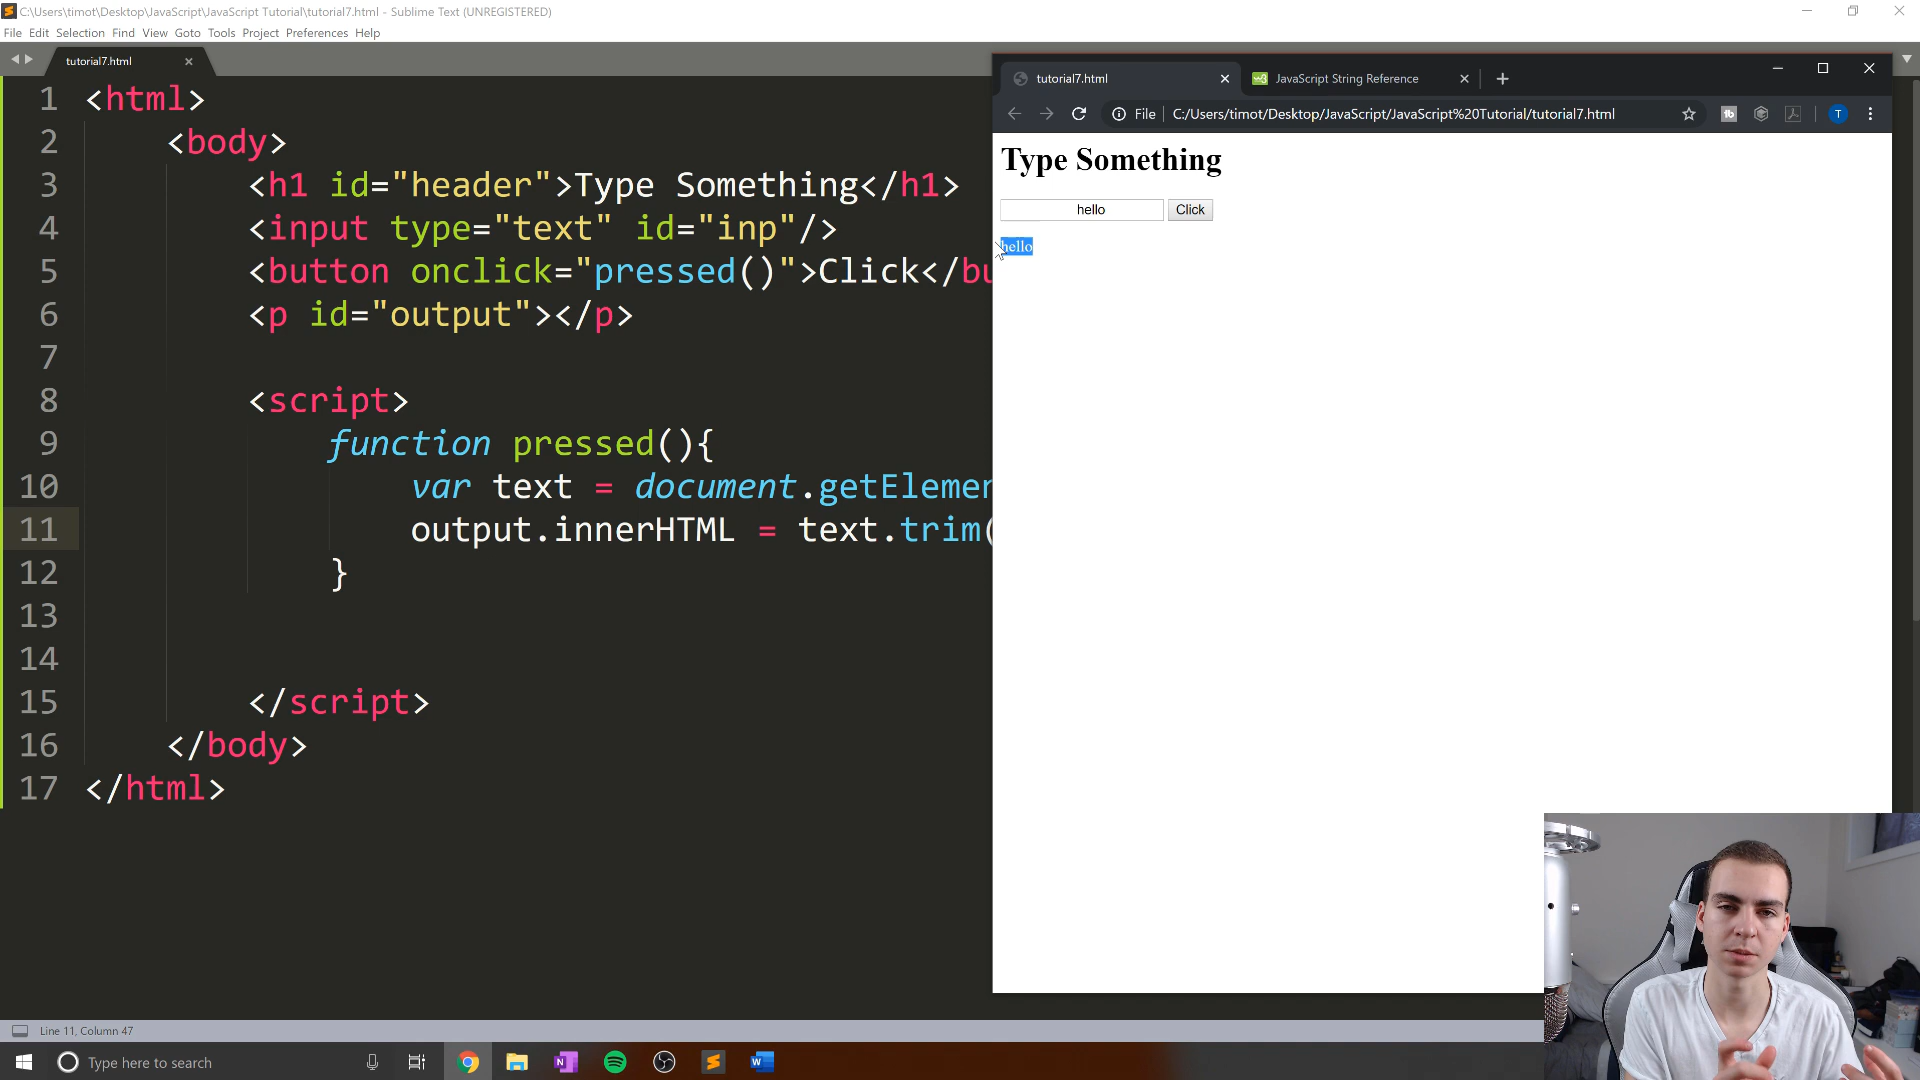 C:\Users\timot\Desktop\JavaScript\JavaScript Tutorial\tutorial7.html - Sublime Text (UNREGISTERED)
File Edit Selection Find View Goto Tools Project Preferences Help
tutorial7.html
1 <html>
2 <body>
3 <h1 id="header">Type Something</h1>
4 <input type="text" id="inp"/>
5 <button onclick="pressed()">Click</bu
6 <p id="output"></p>
7
8 <script>
9 function pressed(){
10 var text = document.getElemen
11 output.innerHTML = text.trim(
12 }
13
14
15 </script>
16 </body>
17 </html>
tutorial7.html
w3 JavaScript String Reference
File C:/Users/timot/Desktop/JavaScript/JavaScript%20Tutorial/tutorial7.html
tb
T
Type Something
hello Click
hello
Line 11, Column 47
Type here to search
N
W